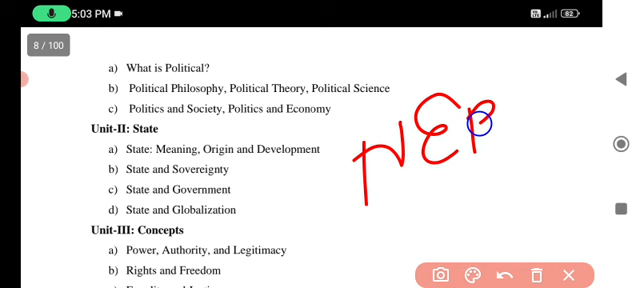 5:03 PM
82
8 / 100
a) What is Political?
b) Political Philosophy, Political Theory, Political Science
c) Politics and Society, Politics and Economy
Unit-II: State
a) State: Meaning, Origin and Development
b) State and Sovereignty
c) State and Government
d) State and Globalization
Unit-III: Concepts
a) Power, Authority, and Legitimacy
b) Rights and Freedom
NEP